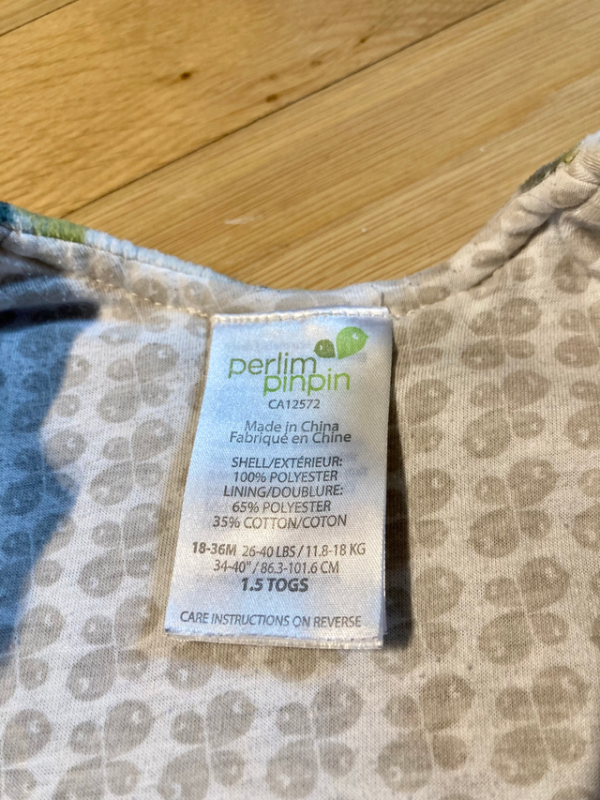 perlim
pinpin
CA12572
Made in China
Fabriqué en Chine
SHELL/EXTÉRIEUR:
100% POLYESTER
LINING/DOUBLURE:
65% POLYESTER
35% COTTON/COTON
18-36M 26-40 LBS / 11.8-18 KG
34-40" / 86.3-101.6 CM
1.5 TOGS
CARE INSTRUCTIONS ON REVERSE